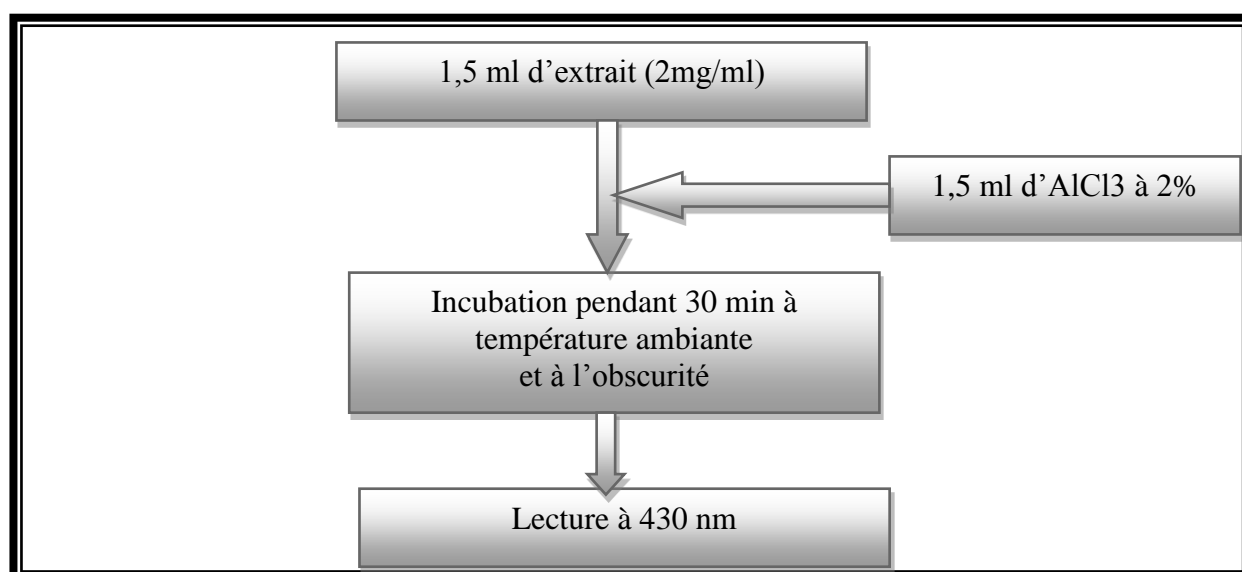 1,5 ml d’extrait (2mg/ml)
1,5 ml d’AlCl3 à 2%
Incubation pendant 30 min à
température ambiante
et à l’obscurité
Lecture à 430 nm